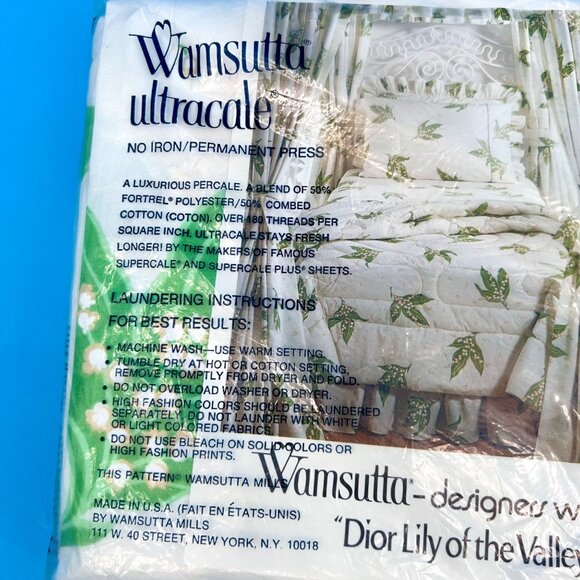 Wamsutta®
ultracale®
NO IRON/PERMANENT PRESS
A LUXURIOUS PERCALE. A BLEND OF 50%
FORTREL® POLYESTER/50% COMBED
COTTON (COTON). OVER 180 THREADS PER
SQUARE INCH. ULTRACALE STAYS FRESH
LONGER! BY THE MAKERS OF FAMOUS
SUPERCALE® AND SUPERCALE PLUS® SHEETS.
LAUNDERING INSTRUCTIONS
FOR BEST RESULTS:
• MACHINE WASH—USE WARM SETTING.
• TUMBLE DRY AT HOT OR COTTON SETTING,
REMOVE PROMPTLY FROM DRYER AND FOLD.
• DO NOT OVERLOAD WASHER OR DRYER.
• HIGH FASHION COLORS SHOULD BE LAUNDERED
SEPARATELY. DO NOT LAUNDER WITH WHITE
OR LIGHT COLORED FABRICS.
• DO NOT USE BLEACH ON SOLID COLORS OR
HIGH FASHION PRINTS.
THIS PATTERN© WAMSUTTA MILLS
MADE IN U.S.A. (FAIT EN ÉTATS-UNIS)
BY WAMSUTTA MILLS
111 W. 40 STREET, NEW YORK, N.Y. 10018
Wamsutta®-designers w
"Dior Lily of the Valley